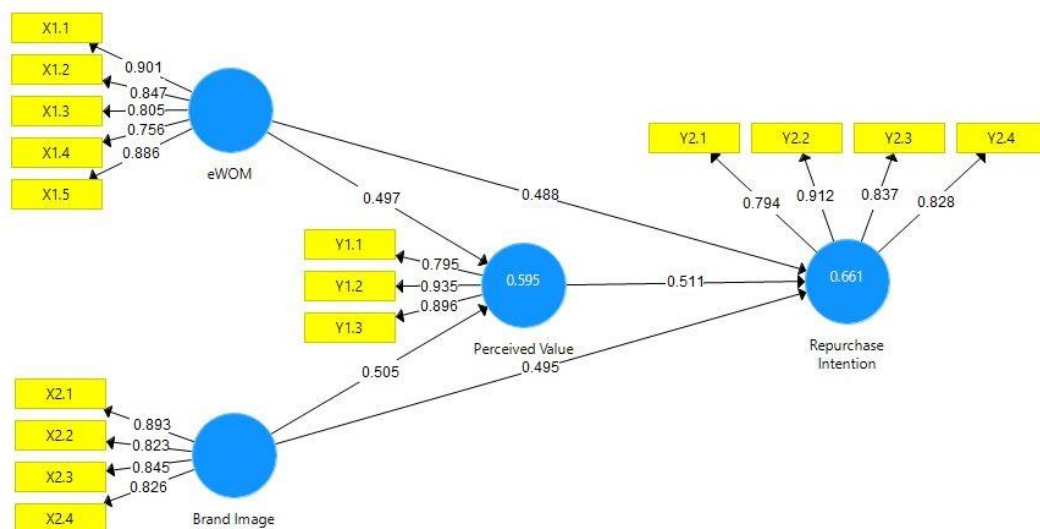 X1.1
X1.2
X1.3
X1.4
X1.5
0.901
0.847
0.805
0.756
0.886
eWOM
Y2.1
Y2.2
Y2.3
Y2.4
0.794
0.912
0.837
0.828
0.488
0.497
Y1.1
Y1.2
Y1.3
0.795
0.935
0.896
0.595
Perceived Value
0.511
0.661
Repurchase
Intention
0.505
0.495
X2.1
X2.2
X2.3
X2.4
0.893
0.823
0.845
0.826
Brand Image